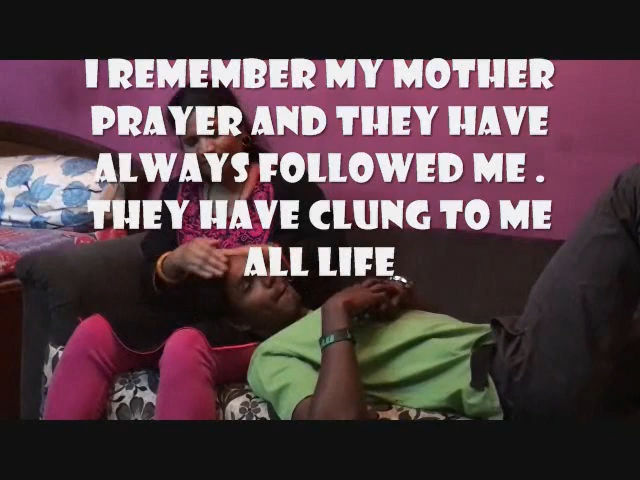 I REMEMBER MY MOTHER
PRAYER AND THEY HAVE
ALWAYS FOLLOWED ME .
THEY HAVE CLUNG TO ME
ALL LIFE